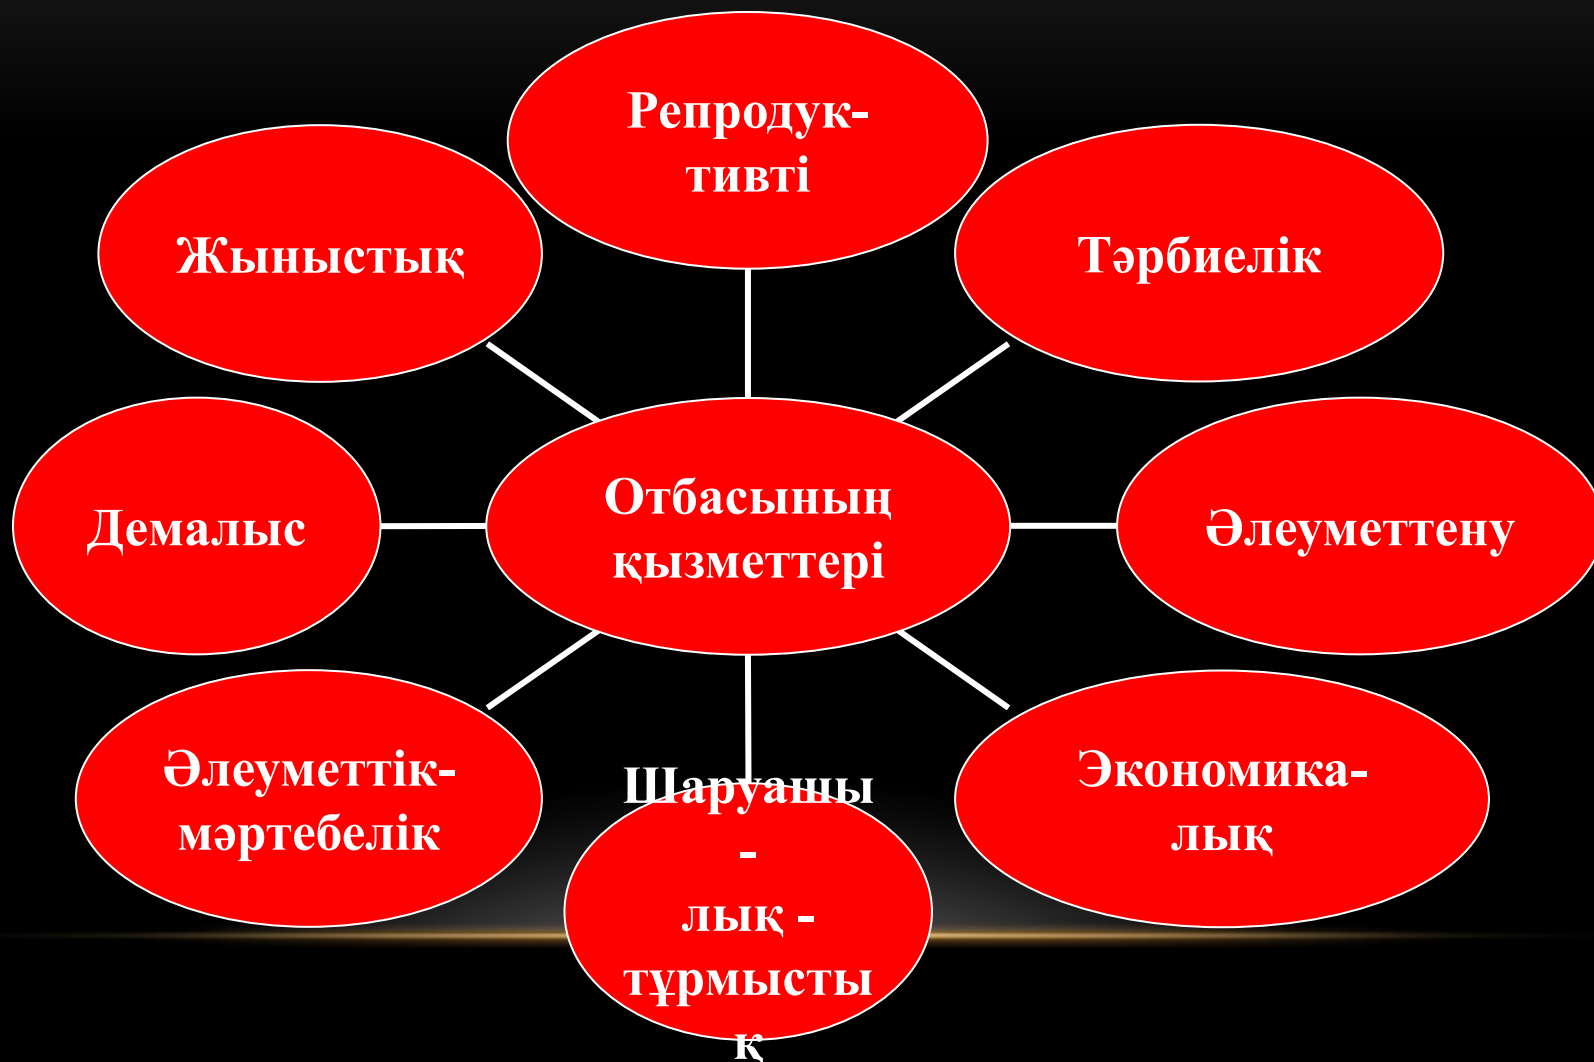 Репродук-
тивті
Жыныстық
Тәрбиелік
Демалыс
Отбасының
қызметтері
Әлеуметтену
Әлеуметтік-
мәртебелік
Шаруашы
-
лық -
тұрмысты
қ
Экономика-
лық